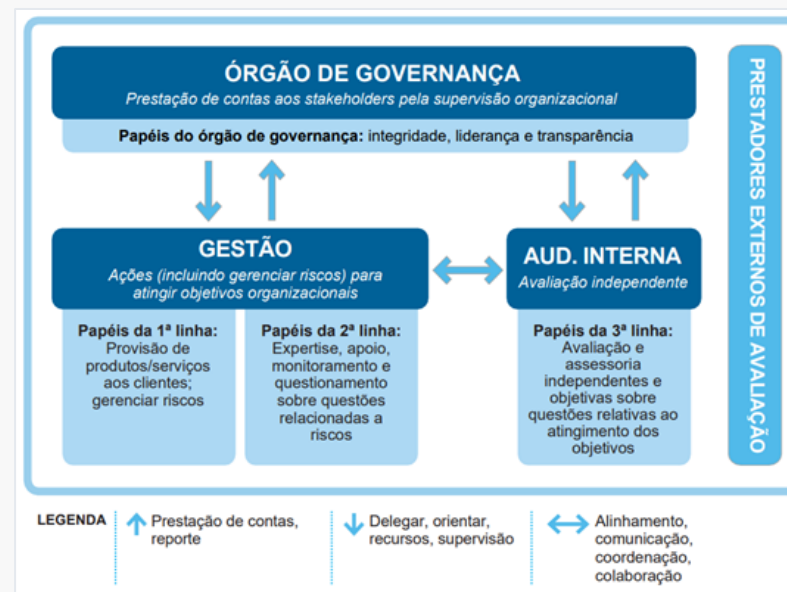 ÓRGÃO DE GOVERNANÇA
Prestação de contas aos stakeholders pela supervisão organizacional
Papéis do órgão de governança: integridade, liderança e transparência
GESTÃO
Ações (incluindo gerenciar riscos) para
atingir objetivos organizacionais
Papéis da 1ª linha:
Provisão de
produtos/serviços
aos clientes;
gerenciar riscos
Papéis da 2ª linha:
Expertise, apoio,
monitoramento e
questionamento
sobre questões
relacionadas a
riscos
AUD. INTERNA
Avaliação independente
Papéis da 3ª linha:
Avaliação e
assessoria
independentes e
objetivas sobre
questões relativas ao
atingimento dos
objetivos
PRESTADORES EXTERNOS DE AVALIAÇÃO
LEGENDA
Prestação de contas,
reporte
Delegar, orientar,
recursos, supervisão
Alinhamento,
comunicação,
coordenação,
colaboração